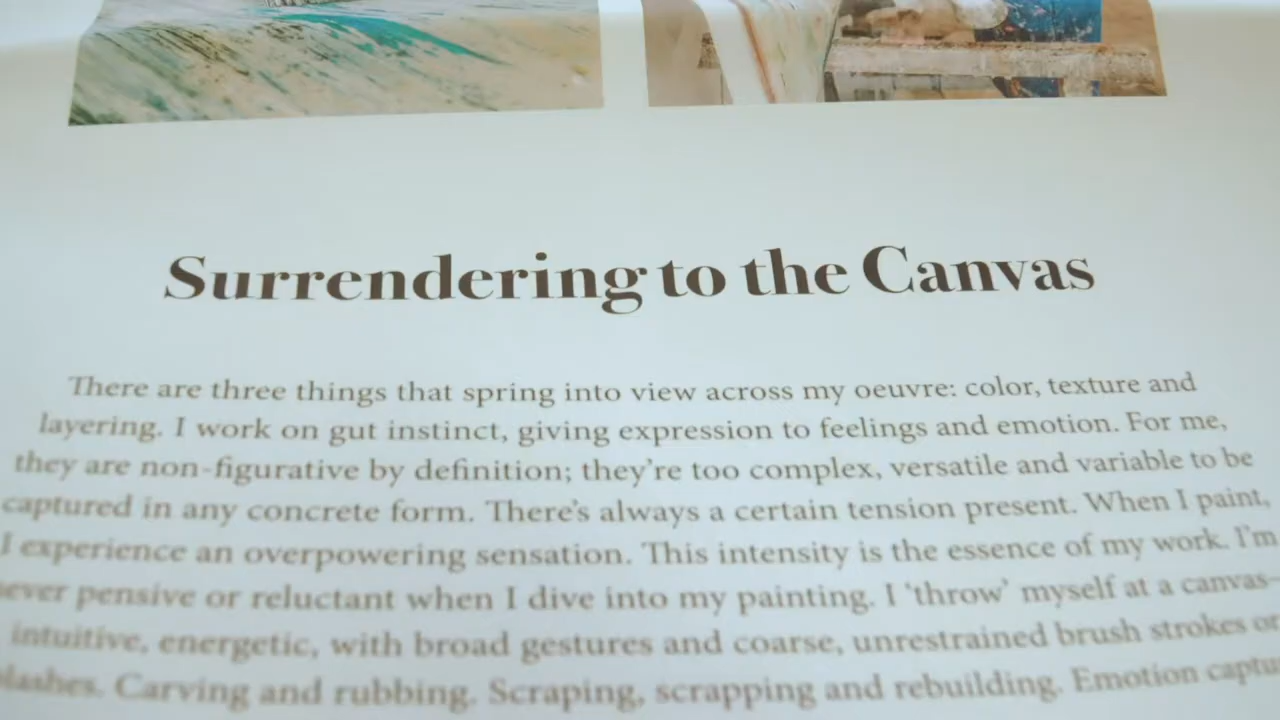 Surrendering to the Canvas
There are three things that spring into view across my oeuvre: color, texture and
layering. I work on gut instinct, giving expression to feelings and emotion. For me,
they are non-figurative by definition; they're too complex, versatile and variable to be
captured in any concrete form. There's always a certain tension present. When I paint,
I experience an overpowering sensation. This intensity is the essence of my work. I'm
never pensive or reluctant when I dive into my painting. I 'throw' myself at a canvas–
intuitive, energetic, with broad gestures and coarse, unrestrained brush strokes or
Carving and rubbing. Scraping, scrapping and rebuilding. Emotion